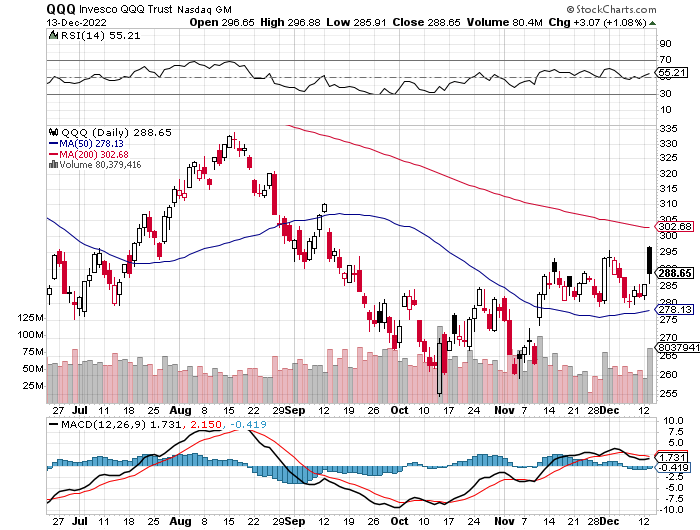 QQQ Invesco QQQ Trust Nasdaq GM © StockCharts.com
13-Dec-2022 Open 296.65 High 296.88 Low 285.91 Close 288.65 Volume 80.4M Chg +3.07 (+1.08%)
RSI(14) 55.21
90
70
55.21
50
30
10
QQQ (Daily) 288.65
MA(50) 278.13
MA(200) 302.68
Volume 80,379,416
335
330
325
320
315
310
305
302.68
300
295
290
288.65
285
280
278.13
275
270
8037941
265
260
255
125M
100M
75M
50M
25M
27 Jul 11 18 25 Aug 8 15 22 29 Sep 12 19 26 Oct 10 17 24 Nov 7 14 21 28 Dec 12
MACD(12,26,9) 1.731, 2.150, -0.419
10.0
7.5
5.0
2.5
1.731
-0.419
-2.5
-5.0
-7.5
-10.0
27 Jul 11 18 25 Aug 8 15 22 29 Sep 12 19 26 Oct 10 17 24 Nov 7 14 21 28 Dec 12